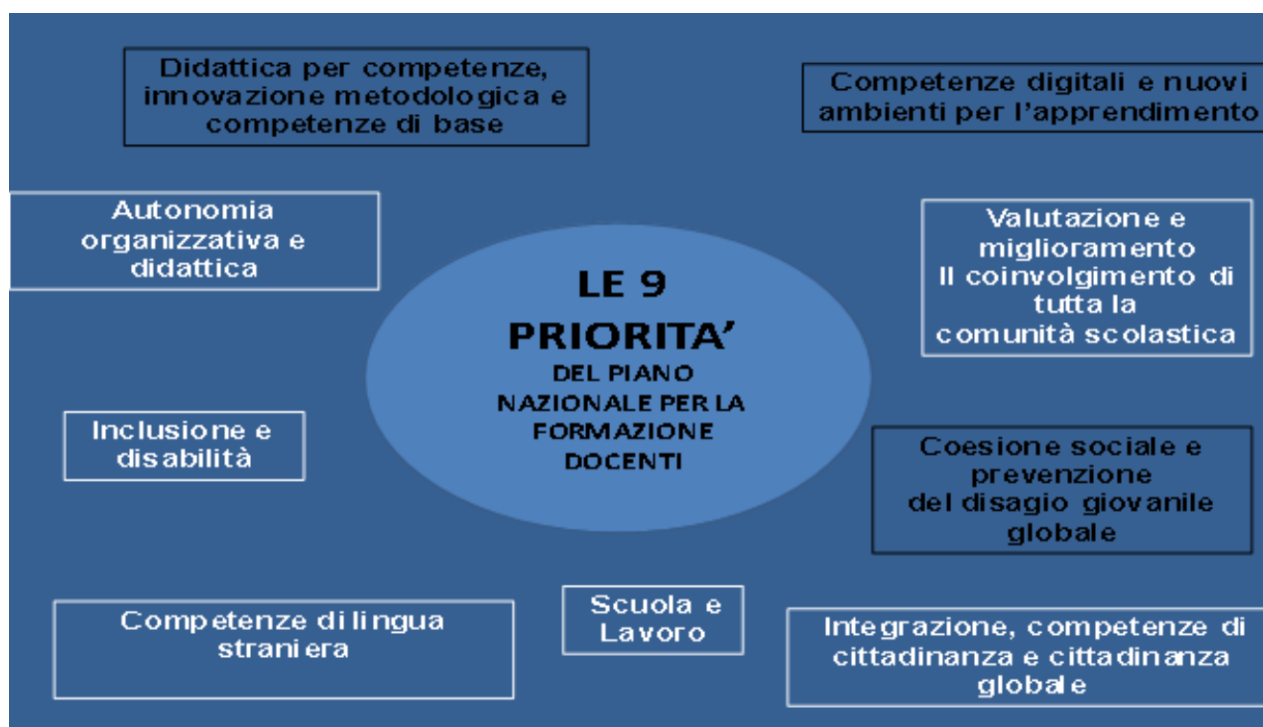 Didattica per competenze,
innovazione metodologica e
competenze di base
Competenze digitali e nuovi
ambienti per l'apprendimento
Autonomia
organizzativa e
didattica
Valutazione e
miglioramento
Il coinvolgimento di
tutta la
comunità scolastica
LE 9
PRIORITA’
DEL PIANO
NAZIONALE PER LA
FORMAZIONE
DOCENTI
Inclusione e
disabilità
Coesione sociale e
prevenzione
del disagio giovanile
globale
Competenze di lingua
straniera
Scuola e
Lavoro
Integrazione, competenze di
cittadinanza e cittadinanza
globale